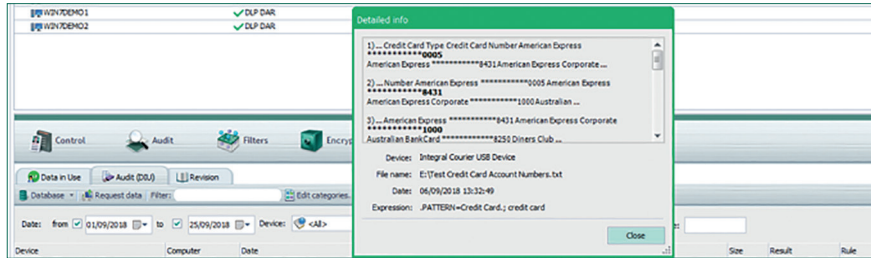 WIN7DEMO1 DLP DAR
WIN7DEMO2 DLP DAR
Detailed info
1)... Credit Card Type Credit Card Number American Express
************0005
American Express ************8431American Express Corporate ...
2)... Number American Express ************0005 American Express
************8431
American Express Corporate ************1000Australian ...
3)... American Express ************8431 American Express Corporate
************1000
Australian BankCard ************8250 Diners Club ...
Device: Integral Courier USB Device
File name: E:\Test Credit Card Account Numbers.txt
Date: 06/09/2018 13:32:49
Expression: .PATTERN=Credit Card.; credit card
Close
Control Audit Filters Encryp
Data in Use Audit (DIU) Revision
Database Request data Filter: Edit categories.
Date: from 01/09/2018 to 25/09/2018 Device: <All>
Device Computer Date Size Result Rule